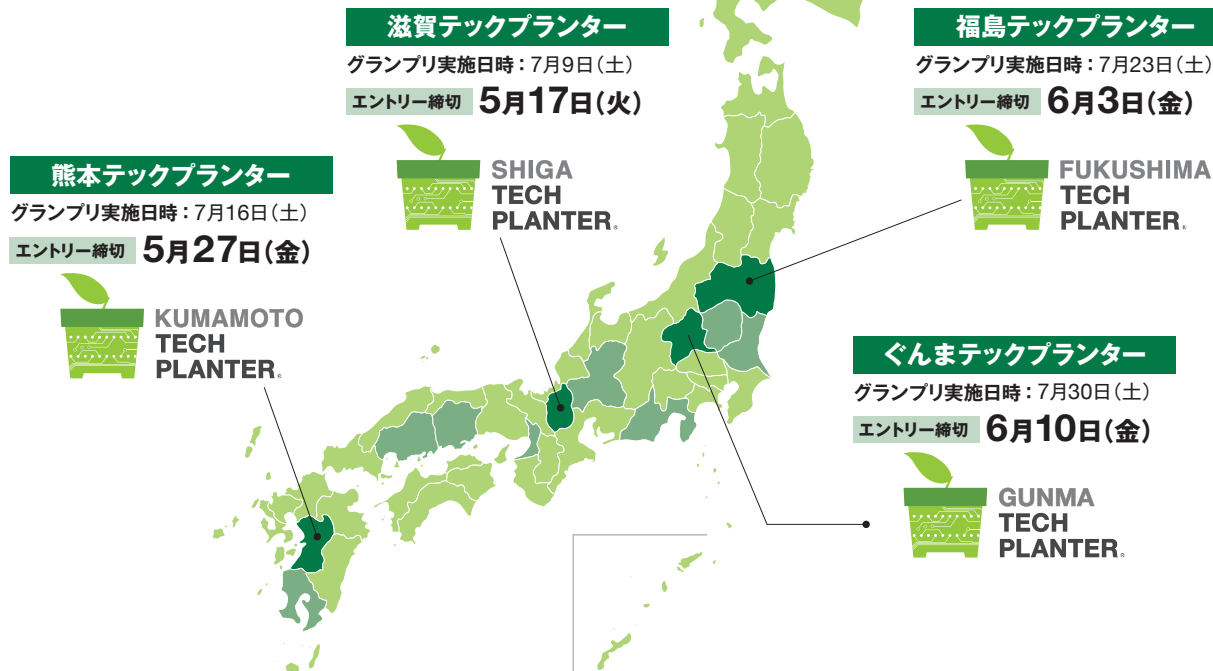 滋賀テックプランター
グランプリ実施日時：7月9日（土）
エントリー締切 5月17日（火）
SHIGA
TECH
PLANTER®
福島テックプランター
グランプリ実施日時：7月23日（土）
エントリー締切 6月3日（金）
FUKUSHIMA
TECH
PLANTER®
熊本テックプランター
グランプリ実施日時：7月16日（土）
エントリー締切 5月27日（金）
KUMAMOTO
TECH
PLANTER®
ぐんまテックプランター
グランプリ実施日時：7月30日（土）
エントリー締切 6月10日（金）
GUNMA
TECH
PLANTER®